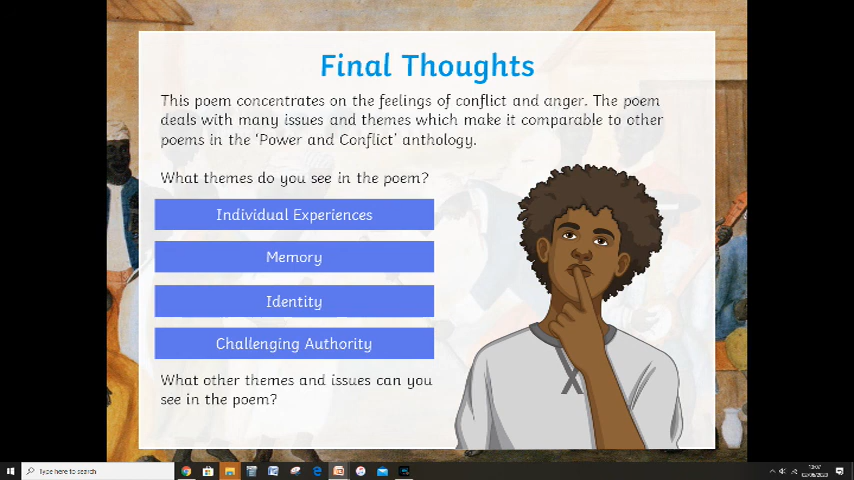 Final Thoughts
This poem concentrates on the feelings of conflict and anger. The poem
deals with many issues and themes which make it comparable to other
poems in the ‘Power and Conflict’ anthology.
What themes do you see in the poem?
Individual Experiences
Memory
Identity
Challenging Authority
What other themes and issues can you
see in the poem?
Type here to search